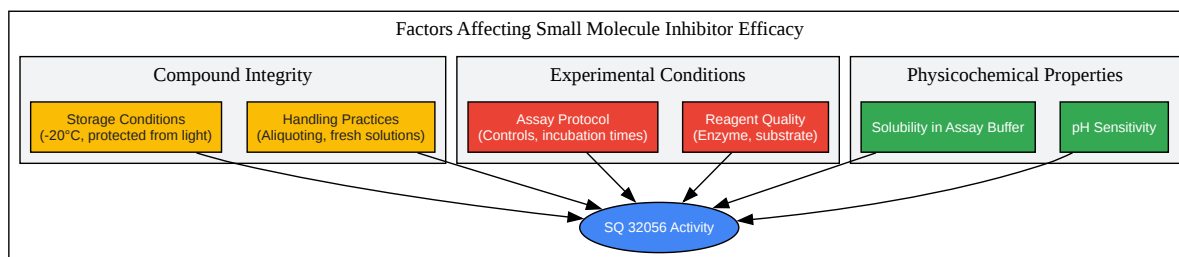 Factors Affecting Small Molecule Inhibitor Efficacy
Compound Integrity
Storage Conditions
(-20°C, protected from light)
Handling Practices
(Aliquoting, fresh solutions)
Experimental Conditions
Assay Protocol
(Controls, incubation times)
Reagent Quality
(Enzyme, substrate)
Physicochemical Properties
Solubility in Assay Buffer
pH Sensitivity
SQ 32056 Activity